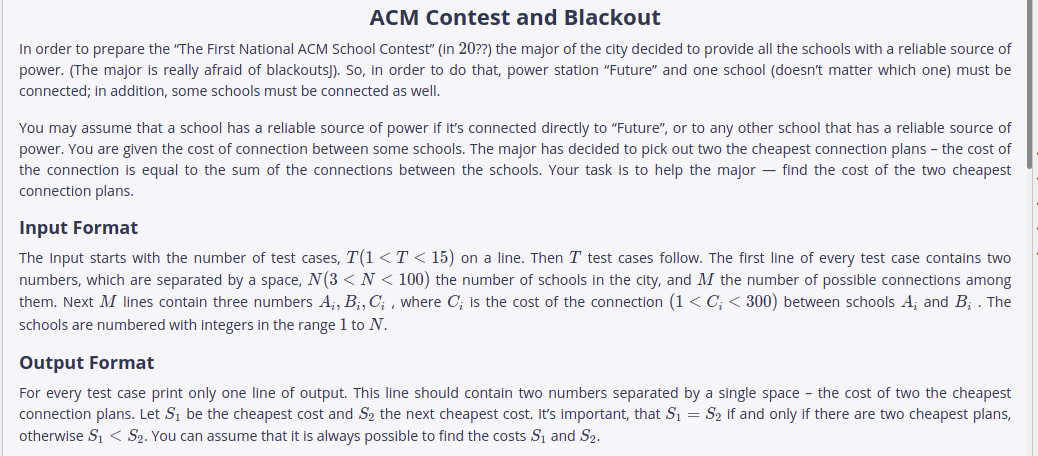 ACM Contest and Blackout
In order to prepare the “The First National ACM School Contest” (in 20??) the major of the city decided to provide all the schools with a reliable source of
power. (The major is really afraid of blackoutsJ). So, in order to do that, power station “Future” and one school (doesn’t matter which one) must be
connected; in addition, some schools must be connected as well.
You may assume that a school has a reliable source of power if it’s connected directly to “Future”, or to any other school that has a reliable source of
power. You are given the cost of connection between some schools. The major has decided to pick out two the cheapest connection plans – the cost of
the connection is equal to the sum of the connections between the schools. Your task is to help the major — find the cost of the two cheapest
connection plans.
Input Format
The Input starts with the number of test cases, T(1 < T < 15) on a line. Then T test cases follow. The first line of every test case contains two
numbers, which are separated by a space, N(3 < N < 100) the number of schools in the city, and M the number of possible connections among
them. Next M lines contain three numbers A_i, B_i, C_i , where C_i is the cost of the connection (1 < C_i < 300) between schools A_i and B_i . The
schools are numbered with integers in the range 1 to N.
Output Format
For every test case print only one line of output. This line should contain two numbers separated by a single space – the cost of two the cheapest
connection plans. Let S_1 be the cheapest cost and S_2 the next cheapest cost. It’s important, that S_1 = S_2 if and only if there are two cheapest plans,
otherwise S_1 < S_2. You can assume that it is always possible to find the costs S_1 and S_2.